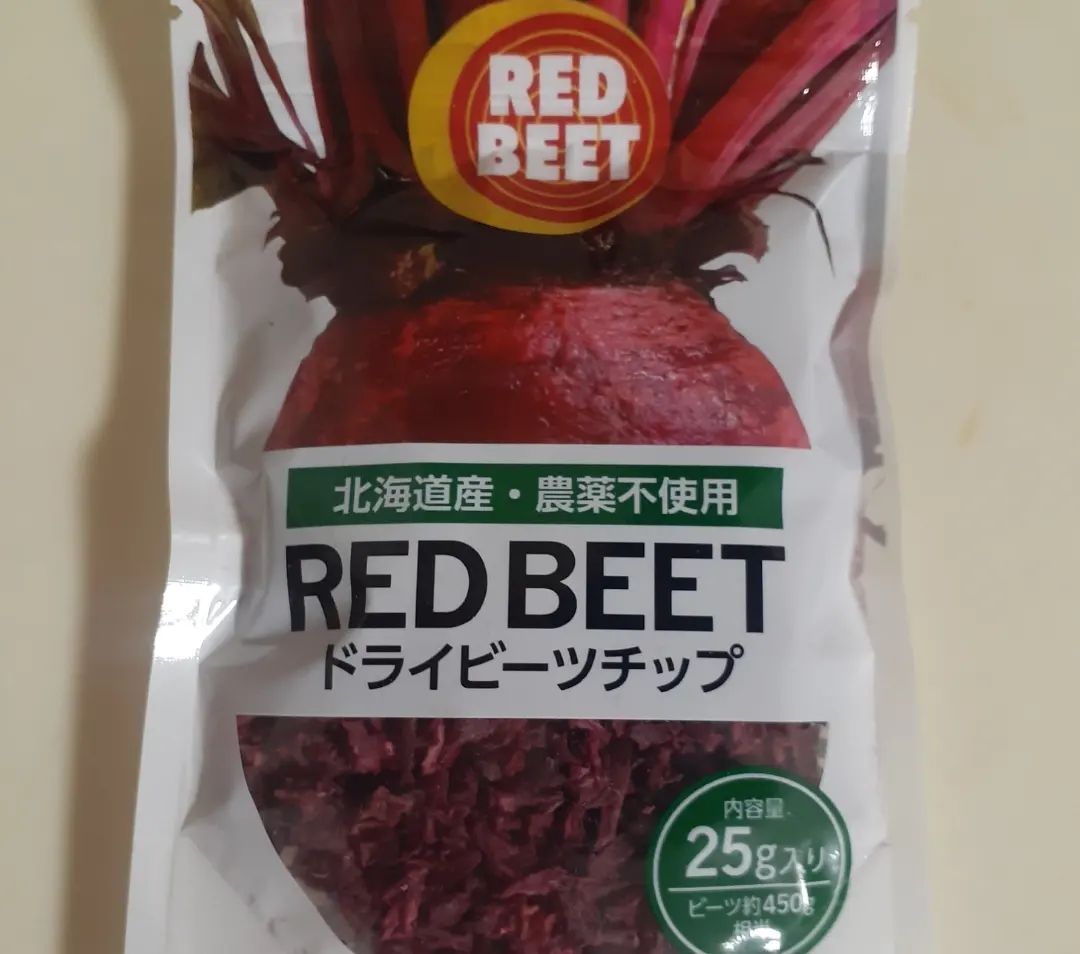 RED
BEET
北海道産・農薬不使用
RED BEET
ドライビーツチップ
内容量
25g入り
ビーツ約450g
相当